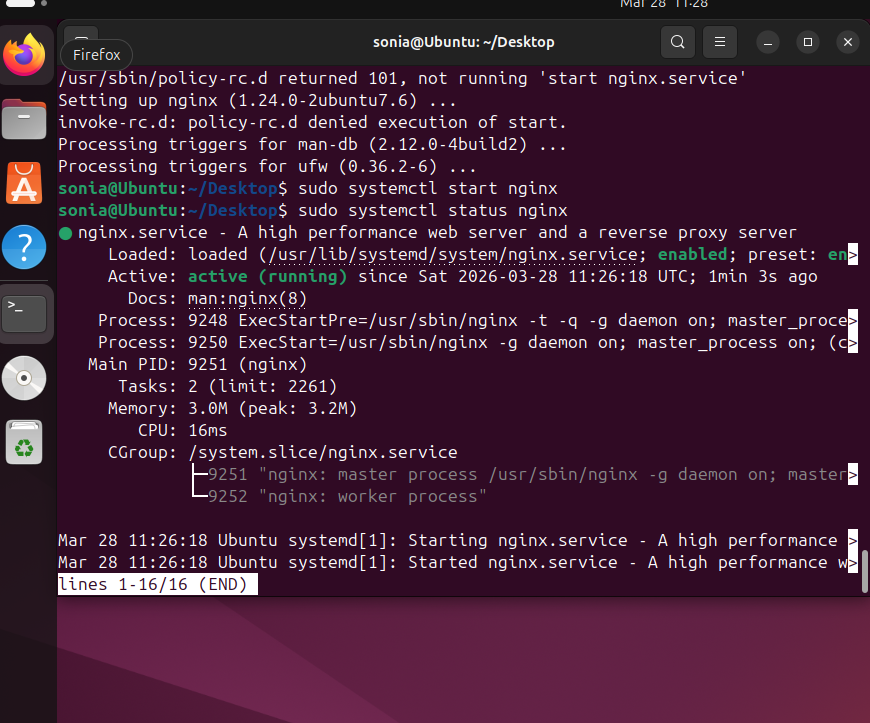 Mar 28 11:28
sonia@Ubuntu: ~/Desktop
Firefox
/usr/sbin/policy-rc.d returned 101, not running 'start nginx.service'
Setting up nginx (1.24.0-2ubuntu7.6) ...
invoke-rc.d: policy-rc.d denied execution of start.
Processing triggers for man-db (2.12.0-4build2) ...
Processing triggers for ufw (0.36.2-6) ...
sonia@Ubuntu:~/Desktop$ sudo systemctl start nginx
sonia@Ubuntu:~/Desktop$ sudo systemctl status nginx
● nginx.service - A high performance web server and a reverse proxy server
Loaded: loaded (/usr/lib/systemd/system/nginx.service; enabled; preset: en>
Active: active (running) since Sat 2026-03-28 11:26:18 UTC; 1min 3s ago
Docs: man:nginx(8)
Process: 9248 ExecStartPre=/usr/sbin/nginx -t -q -g daemon on; master_proce>
Process: 9250 ExecStart=/usr/sbin/nginx -g daemon on; master_process on; (c>
Main PID: 9251 (nginx)
Tasks: 2 (limit: 2261)
Memory: 3.0M (peak: 3.2M)
CPU: 16ms
CGroup: /system.slice/nginx.service
├─9251 "nginx: master process /usr/sbin/nginx -g daemon on; master>
└─9252 "nginx: worker process"
Mar 28 11:26:18 Ubuntu systemd[1]: Starting nginx.service - A high performance >
Mar 28 11:26:18 Ubuntu systemd[1]: Started nginx.service - A high performance w>
lines 1-16/16 (END)